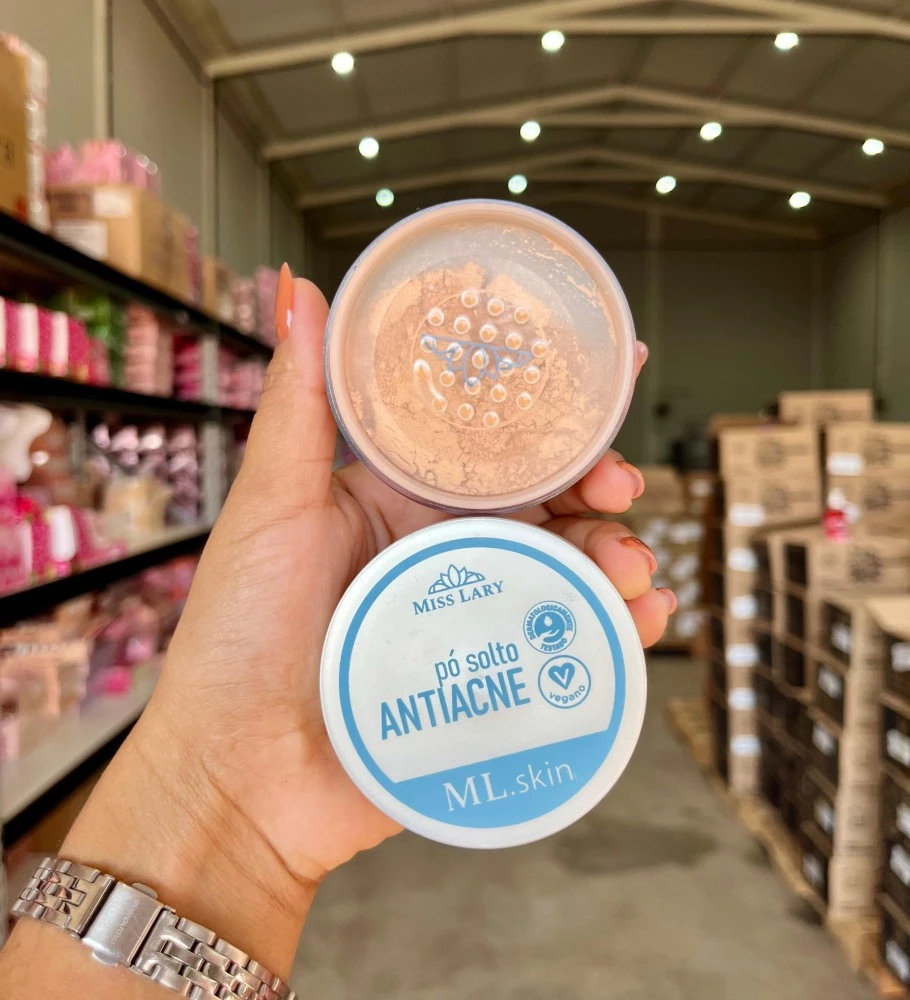 MISS LARY
DERMATOLOGICAMENTE
TESTADO
pó solto
ANTIACNE
vegano
ML.skin